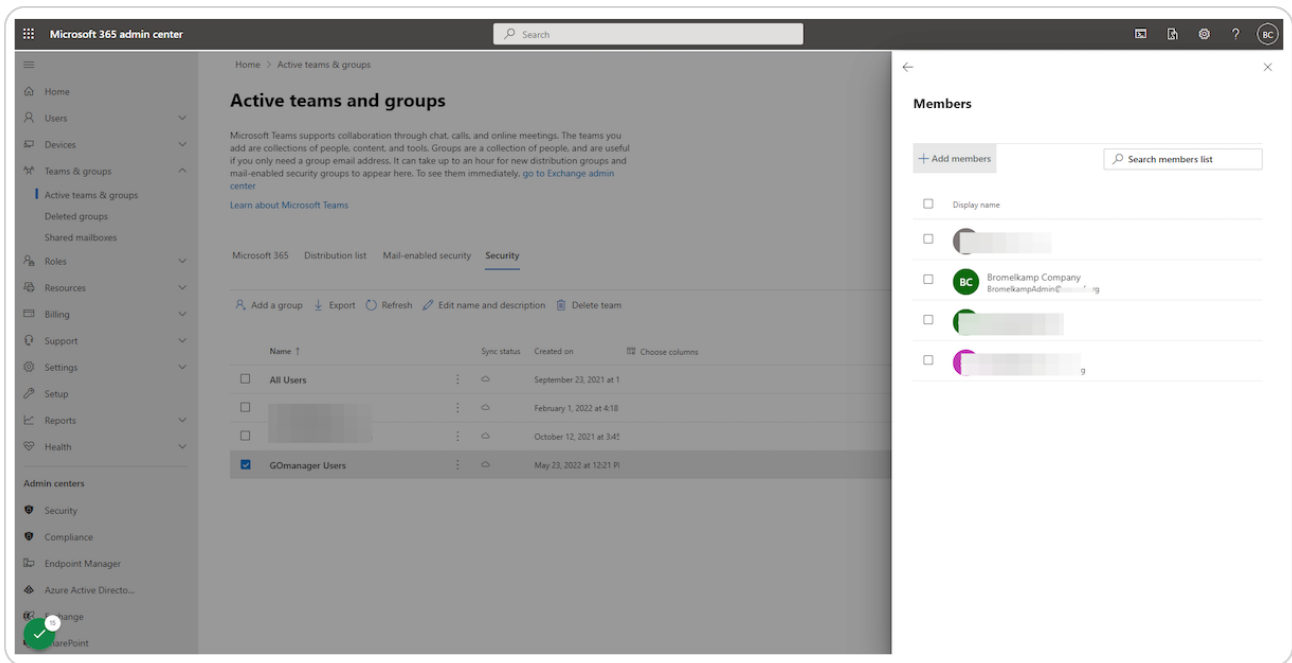 Microsoft 365 admin center
Search
BC
Home
Users
Devices
Teams & groups
Active teams & groups
Deleted groups
Shared mailboxes
Roles
Resources
Billing
Support
Settings
Setup
Reports
Health
Admin centers
Security
Compliance
Endpoint Manager
Azure Active Directo...
15
Home > Active teams & groups
Active teams and groups
Microsoft Teams supports collaboration through chat, calls, and online meetings. The teams you
add are collections of people, content, and tools. Groups are a collection of people, and are useful
if you only need a group email address. It can take up to an hour for new distribution groups and
mail-enabled security groups to appear here. To see them immediately, go to Exchange admin
center
Learn about Microsoft Teams
Microsoft 365 Distribution list Mail-enabled security Security
Add a group Export Refresh Edit name and description Delete team
Name ↑ Sync status Created on Choose columns
All Users September 23, 2021 at 1
February 1, 2022 at 4:18
October 12, 2021 at 3:45
GOmanager Users May 23, 2022 at 12:21 P
Members
+ Add members
Search members list
Display name
BC Bromelkamp Company
BromelkampAdmin@
g